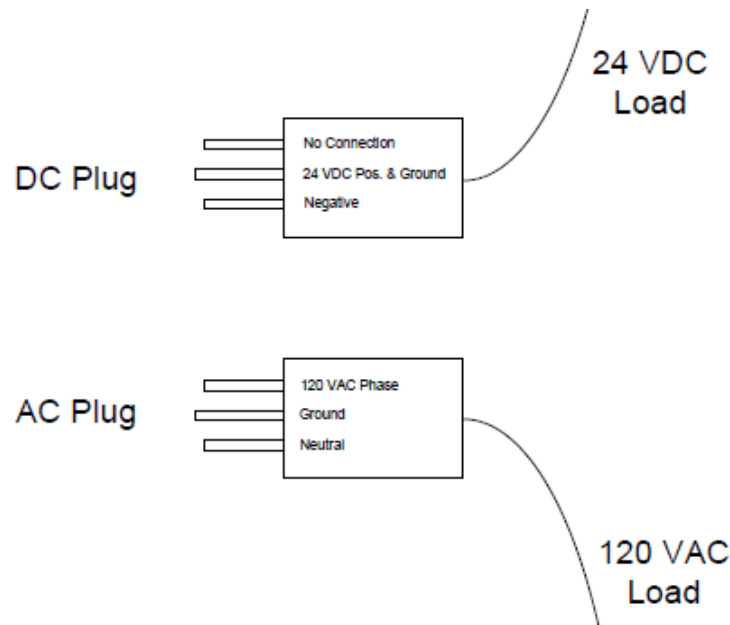 24 VDC
Load
No Connection
DC Plug
24 VDC Pos. & Ground
Negative
120 VAC Phase
AC Plug
Ground
Neutral
120 VAC
Load